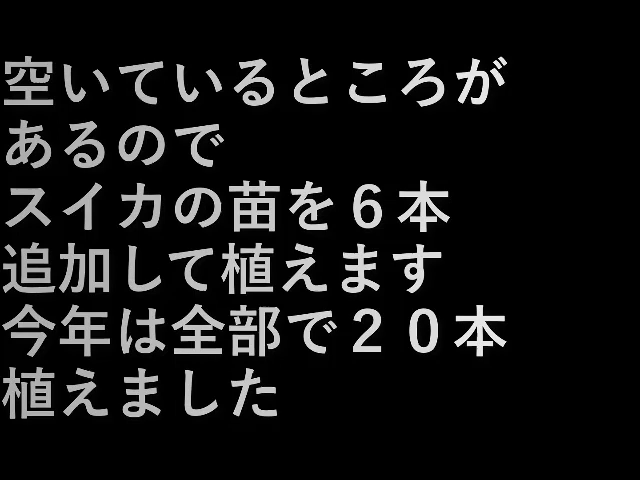 空いているところが
あるので
スイカの苗を６本
追加して植えます
今年は全部で２０本
植えました